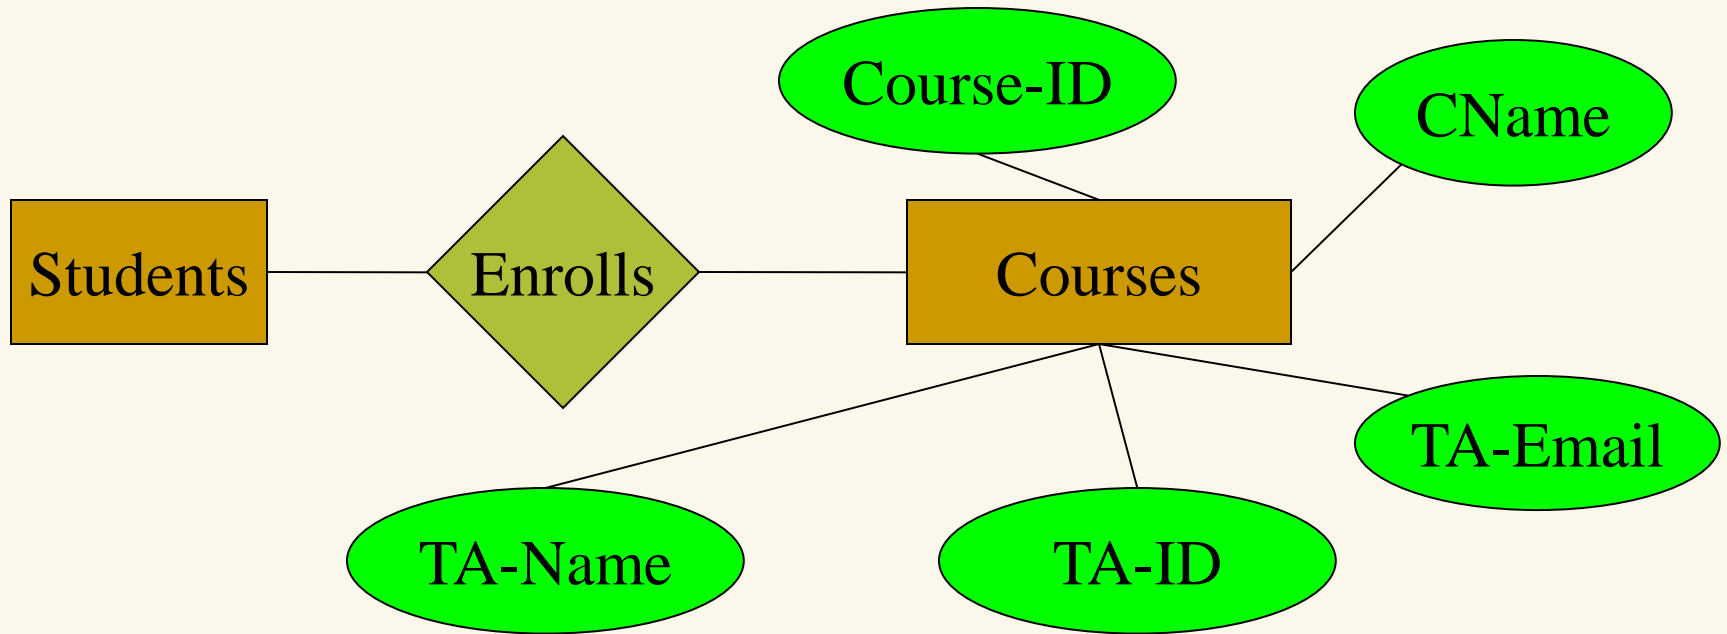 Course-ID
CName
Students
Enrolls
Courses
TA-Email
TA-Name
TA-ID